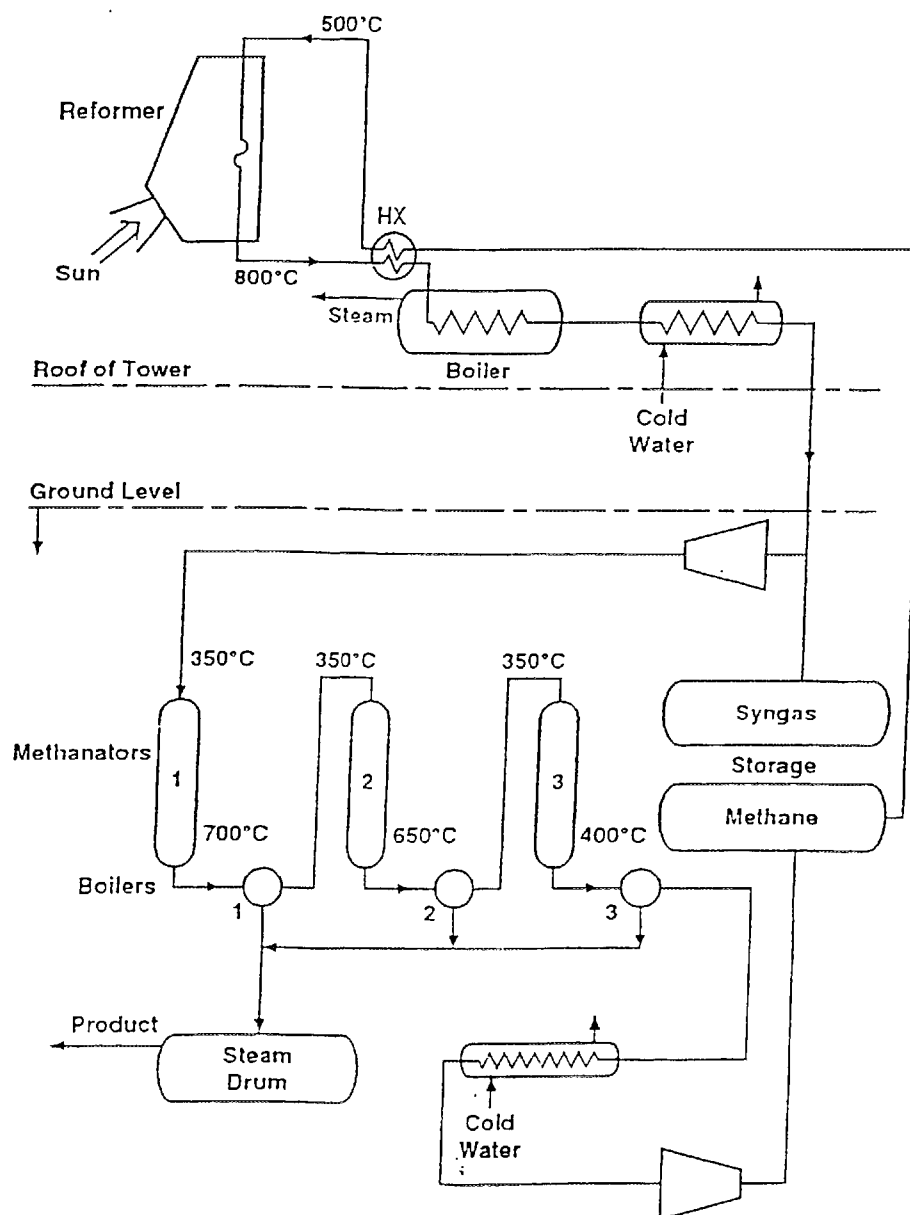 500°C
Reformer
HX
Sun
800°C
Steam
Boiler
Roof of Tower
Cold
Water
Ground Level
350°C
350°C
350°C
Syngas
Methanators
1
2
3
Storage
Methane
700°C
650°C
400°C
Boilers
1
2
3
Product
Steam
Drum
Cold
Water